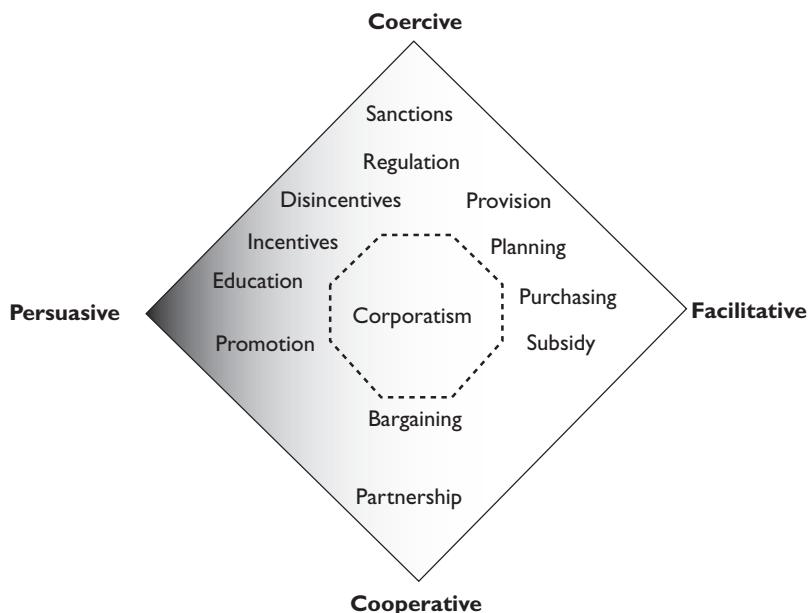 Coercive
Sanctions
Regulation
Disincentives
Provision
Incentives
Planning
Education
Purchasing
Persuasive
Corporatism
Facilitative
Promotion
Subsidy
Bargaining
Partnership
Cooperative